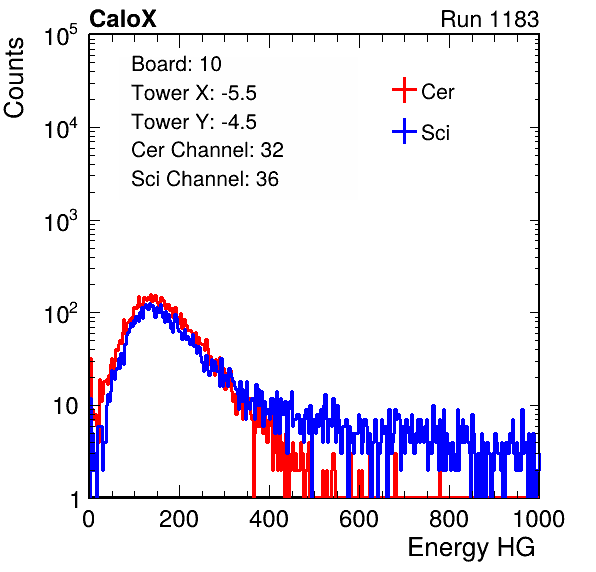 CaloX Run 1183
Counts
10^5
10^4
10^3
10^2
10
1
Board: 10
Tower X: -5.5
Tower Y: -4.5
Cer Channel: 32
Sci Channel: 36
Cer
Sci
0 200 400 600 800 1000
Energy HG